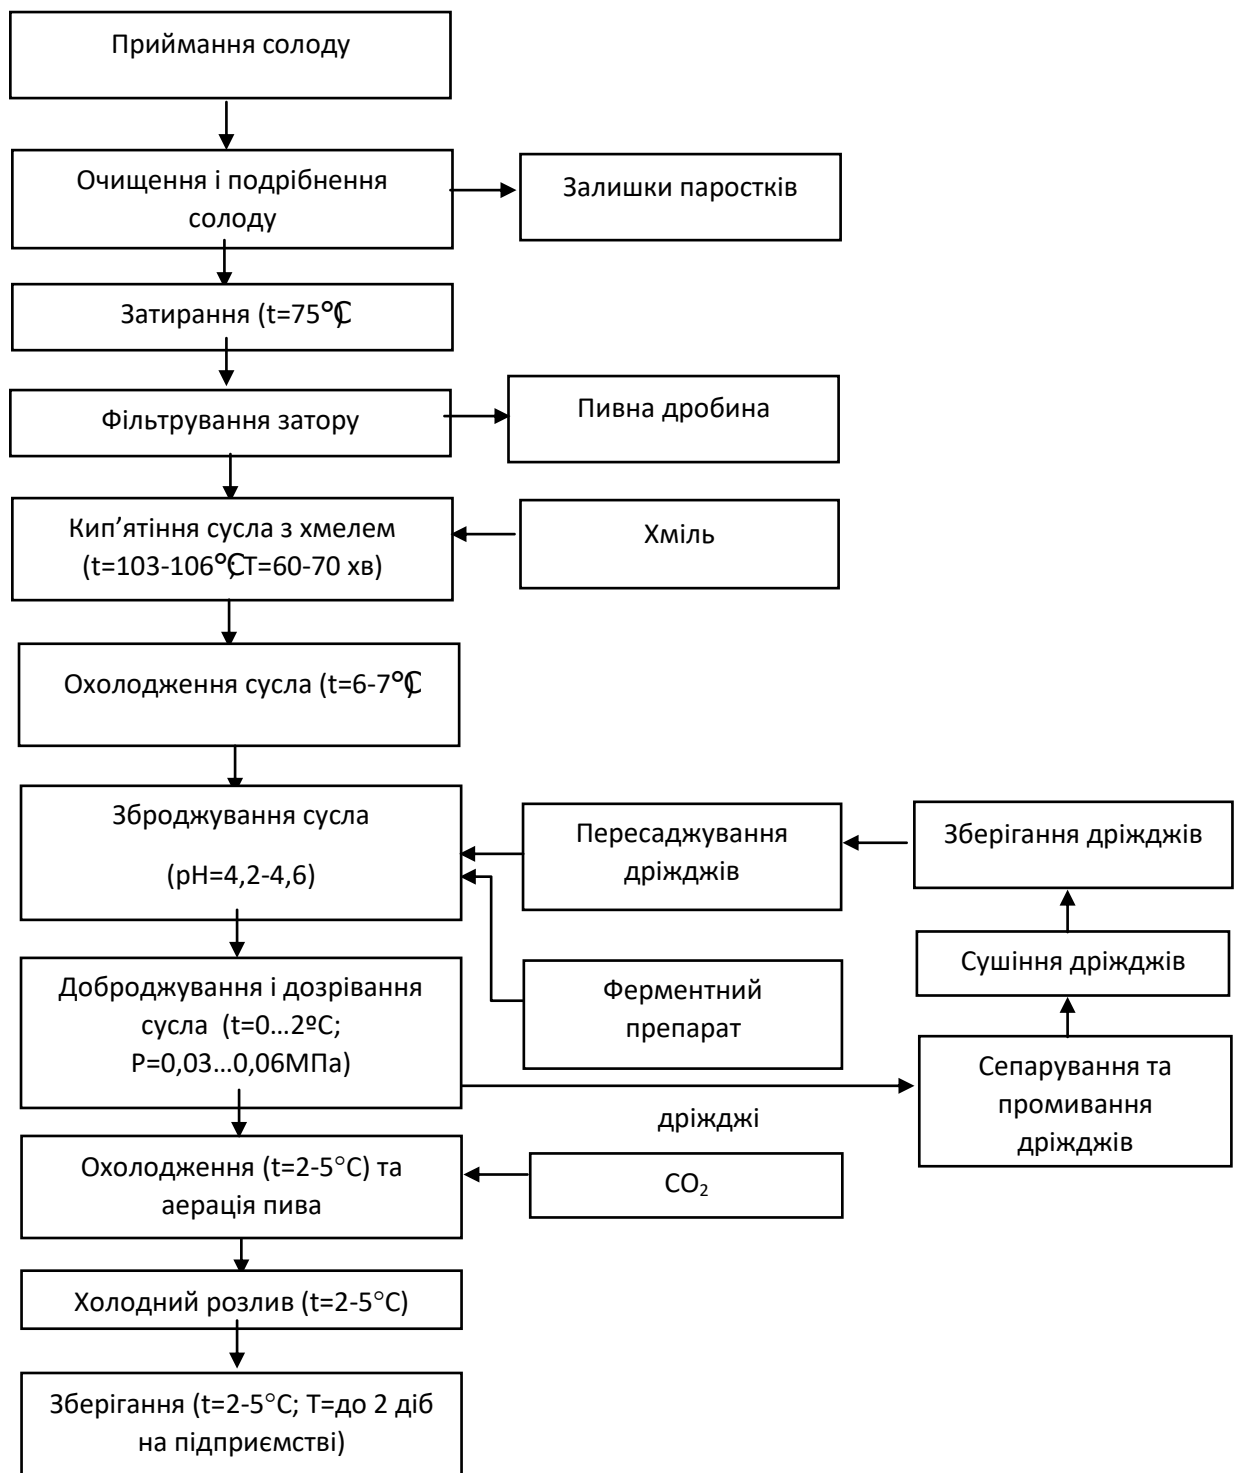 Приймання солоду
Очищення і подрібнення
солоду
Залишки паростків
Затирання (t=75℃)
Фільтрування затору
Пивна дробина
Кип’ятіння сусла з хмелем
(t=103-106℃; Т=60-70 хв)
Хміль
Охолодження сусла (t=6-7℃)
Зброджування сусла
(рН=4,2-4,6)
Пересаджування
дріжджів
Зберігання дріжджів
Сушіння дріжджів
Доброджування і дозрівання
сусла (t=0...2ºС;
Р=0,03...0,06МПа)
Ферментний
препарат
Сепарування та
промивання
дріжджів
дріжджі
Охолодження (t=2-5°С) та
аерація пива
СО₂
Холодний розлив (t=2-5°С)
Зберігання (t=2-5°С; Т=до 2 діб
на підприємстві)